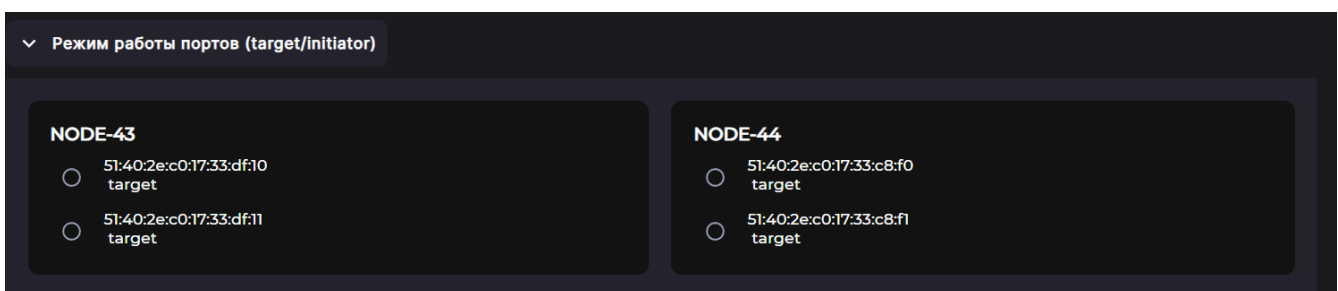 Режим работы портов (target/initiator)
NODE-43
51:40:2e:c0:17:33:df:10
target
51:40:2e:c0:17:33:df:11
target
NODE-44
51:40:2e:c0:17:33:c8:f0
target
51:40:2e:c0:17:33:c8:f1
target